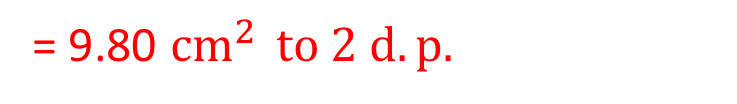 = 9.80 cm² to 2 d.p.